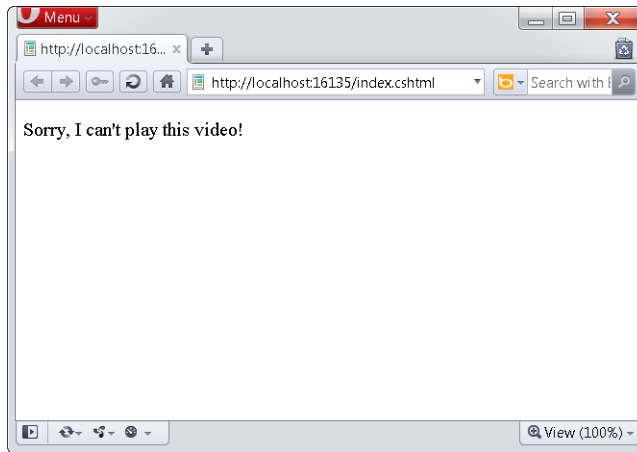 Menu
http://localhost:16...
http://localhost:16135/index.cshtml
Search with
Sorry, I can't play this video!
View (100%)